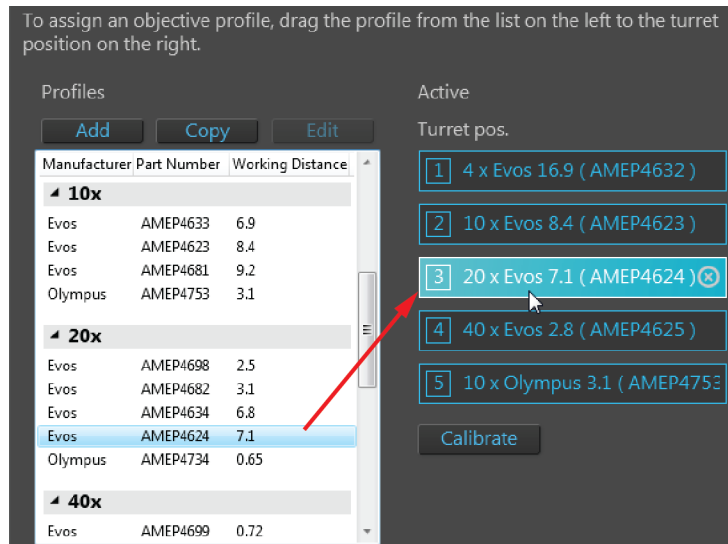 To assign an objective profile, drag the profile from the list on the left to the turret
position on the right.
Profiles
Add Copy Edit
Manufacturer Part Number Working Distance
10x
Evos AMEP4633 6.9
Evos AMEP4623 8.4
Evos AMEP4681 9.2
Olympus AMEP4753 3.1
20x
Evos AMEP4698 2.5
Evos AMEP4682 3.1
Evos AMEP4634 6.8
Evos AMEP4624 7.1
Olympus AMEP4734 0.65
40x
Evos AMEP4699 0.72
Active
Turret pos.
1 4 x Evos 16.9 ( AMEP4632 )
2 10 x Evos 8.4 ( AMEP4623 )
3 20 x Evos 7.1 ( AMEP4624 )
4 40 x Evos 2.8 ( AMEP4625 )
5 10 x Olympus 3.1 ( AMEP4753
Calibrate